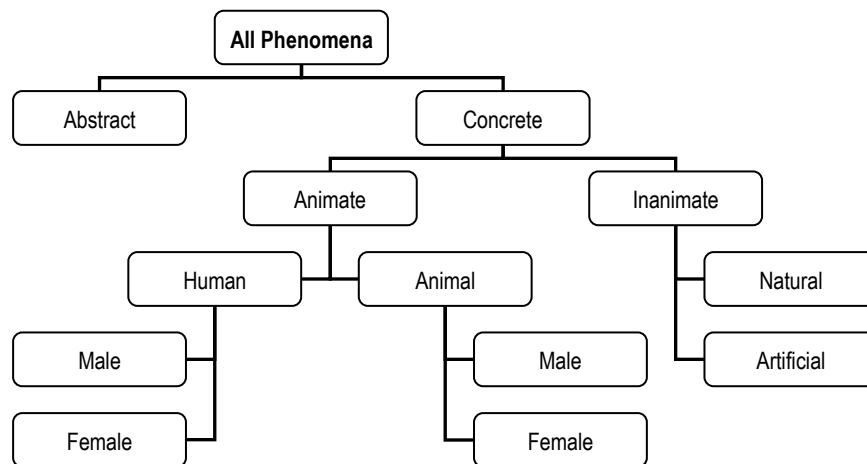 All Phenomena
Abstract
Concrete
Animate
Inanimate
Human
Animal
Natural
Male
Male
Artificial
Female
Female